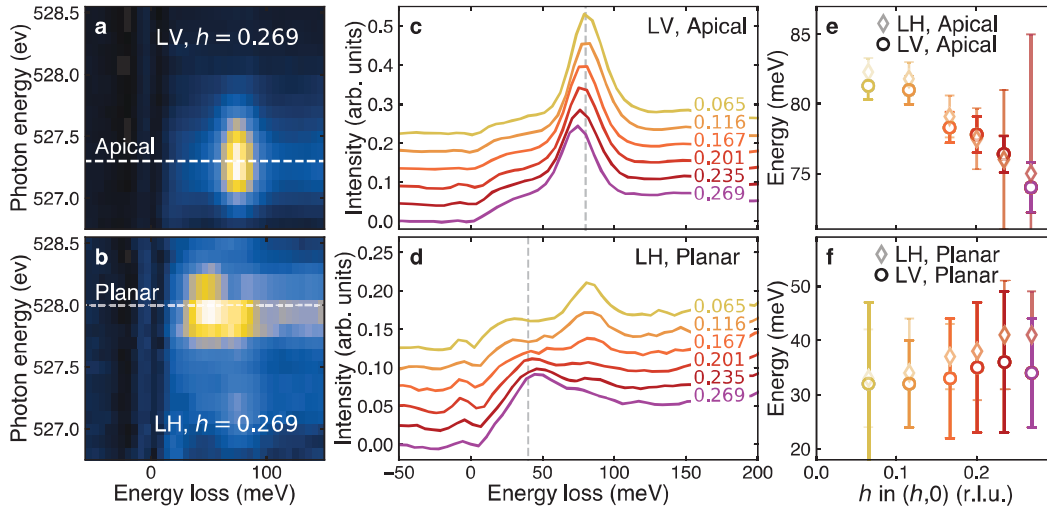 a
LV, h = 0.269
Apical
528.5
528.0
527.5
527.0
Photon energy (ev)
b
Planar
LH, h = 0.269
528.5
528.0
527.5
527.0
Photon energy (ev)
0
100
Energy loss (meV)
c
LV, Apical
0.5
0.4
0.3
0.2
0.1
0.0
Intensity (arb. units)
0.065
0.116
0.167
0.201
0.235
0.269
d
LH, Planar
0.25
0.20
0.15
0.10
0.05
0.00
Intensity (arb. units)
0.065
0.116
0.167
0.201
0.235
0.269
−50
0
50
100
150
200
Energy loss (meV)
e
LH, Apical
LV, Apical
85
80
75
Energy (meV)
f
LH, Planar
LV, Planar
50
40
30
20
Energy (meV)
0.0
0.1
0.2
h in (h,0) (r.l.u.)